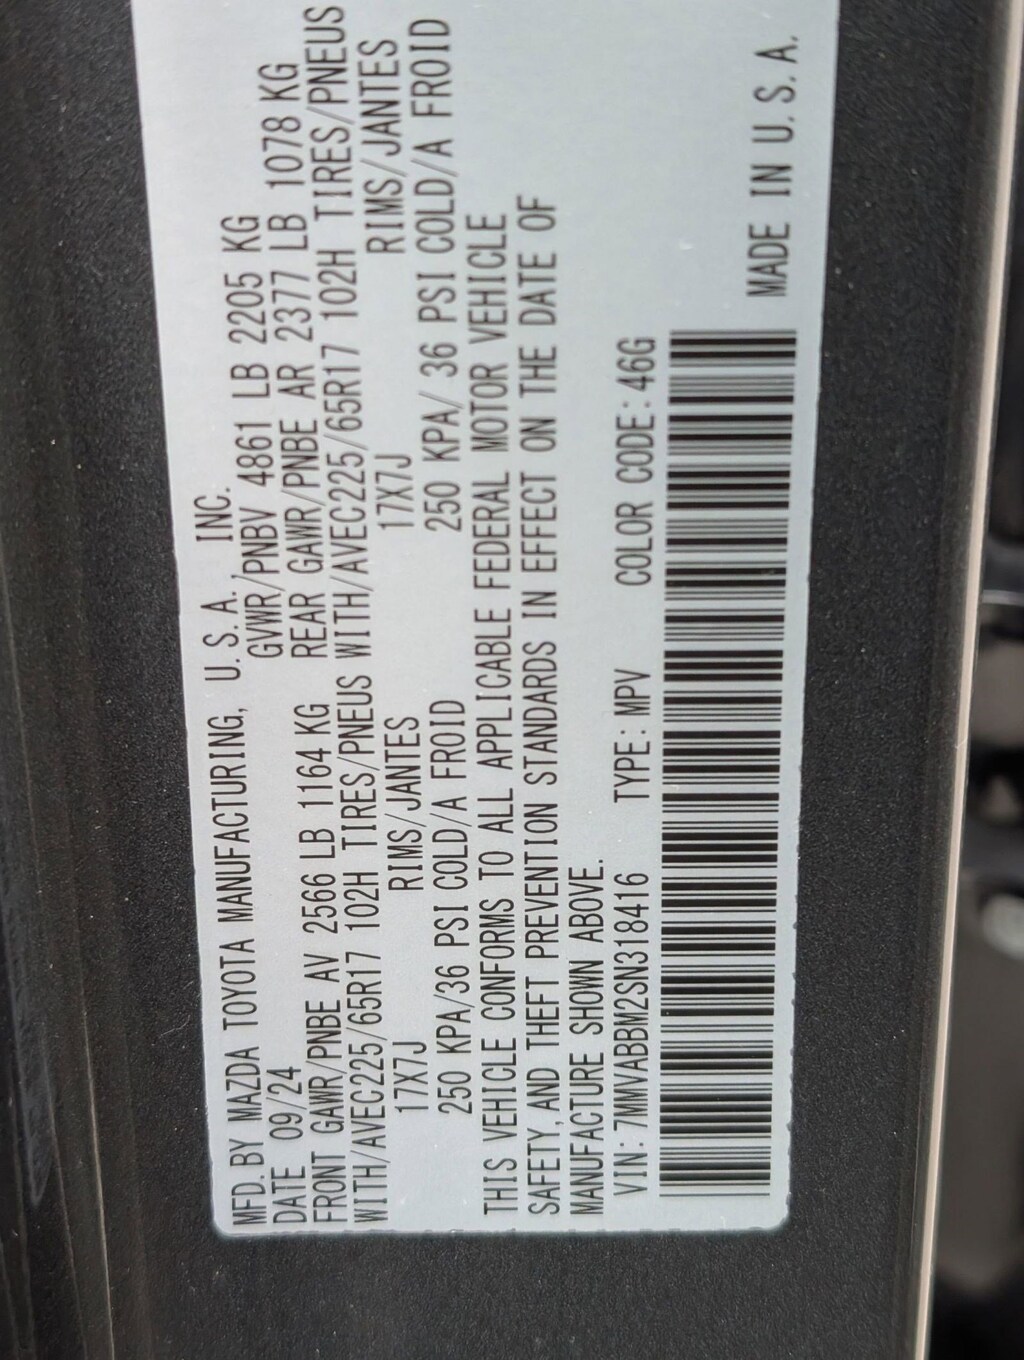 MFD. BY MAZDA TOYOTA MANUFACTURING, U. S. A., INC.
DATE 09/24 GVWR/PNBV 4861 LB 2205 KG
FRONT GAWR/PNBE AV 2566 LB 1164 KG REAR GAWR/PNBE AR 2377 LB 1078 KG
WITH/AVEC225/65R17 102H TIRES/PNEUS WITH/AVEC225/65R17 102H TIRES/PNEUS
17X7J RIMS/JANTES 17X7J RIMS/JANTES
250 KPA/36 PSI COLD/A FROID 250 KPA/ 36 PSI COLD/A FROID
THIS VEHICLE CONFORMS TO ALL APPLICABLE FEDERAL MOTOR VEHICLE
SAFETY, AND THEFT PREVENTION STANDARDS IN EFFECT ON THE DATE OF
MANUFACTURE SHOWN ABOVE.
VIN: 7MMVABBM2SN318416 TYPE: MPV COLOR CODE: 46G
MADE IN U. S. A.